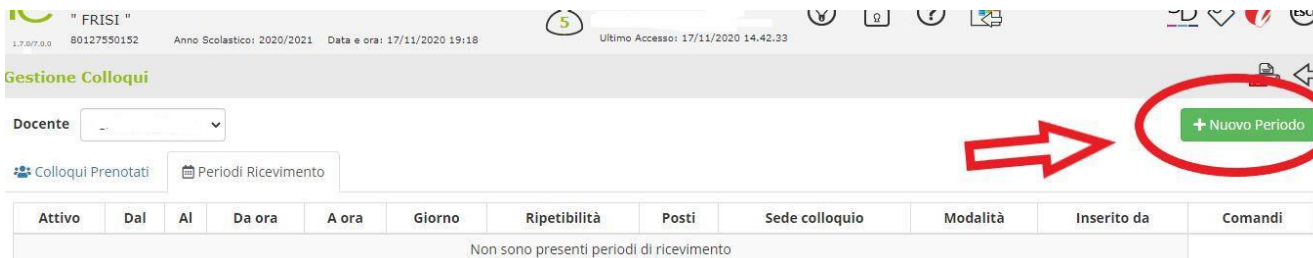 " FRISI "
5
1.7.0/7.0.0 80127550152 Anno Scolastico: 2020/2021 Data e ora: 17/11/2020 19:18 Ultimo Accesso: 17/11/2020 14.42.33
Gestione Colloqui
Docente
+ Nuovo Periodo
Colloqui Prenotati Periodi Ricevimento
Attivo Dal Al Da ora A ora Giorno Ripetibilità Posti Sede colloquio Modalità Inserito da Comandi
Non sono presenti periodi di ricevimento